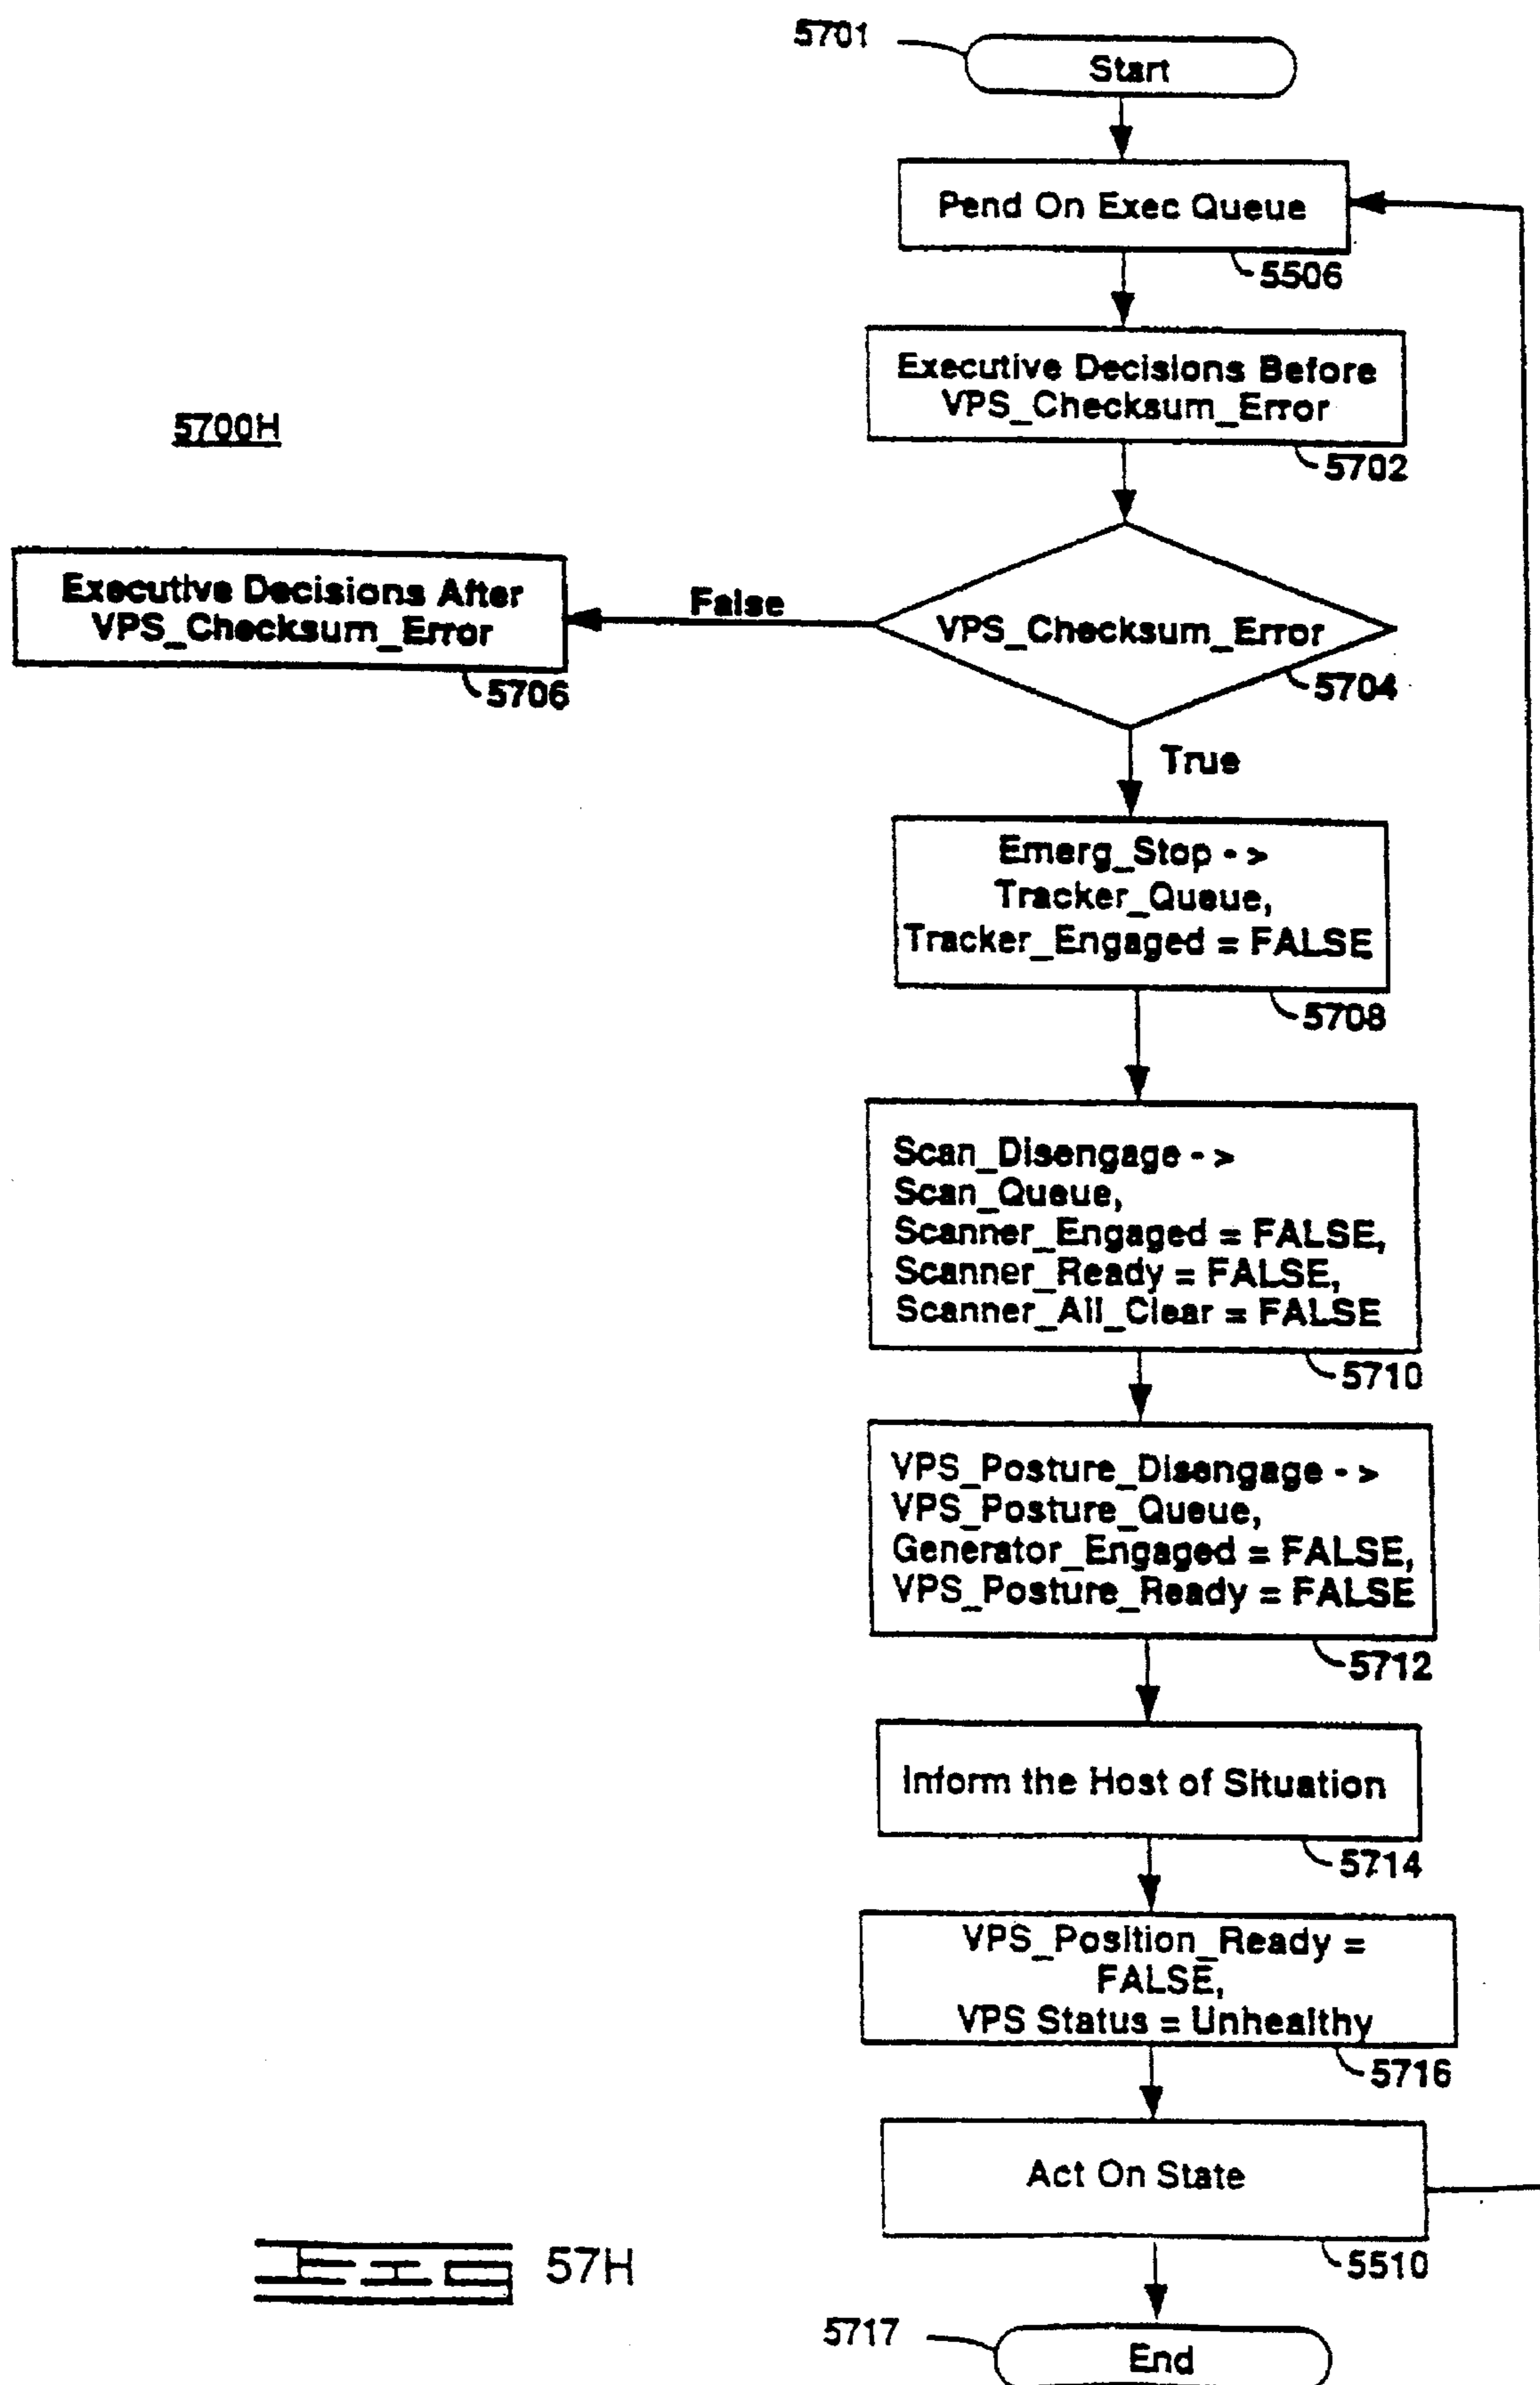 5701
Start
Pend On Exec Queue
5506
Executive Decisions Before
VPS_Checksum_Error
5702
5700H
Executive Decisions After
VPS_Checksum_Error
5706
False
VPS_Checksum_Error
5704
True
Emerg_Stop - >
Tracker_Queue,
Tracker_Engaged = FALSE
5708
Scan_Disengage - >
Scan_Queue,
Scanner_Engaged = FALSE,
Scanner_Ready = FALSE,
Scanner_All_Clear = FALSE
5710
VPS_Posture_Disengage - >
VPS_Posture_Queue,
Generator_Engaged = FALSE,
VPS_Posture_Ready = FALSE
5712
Inform the Host of Situation
5714
VPS_Position_Ready =
FALSE,
VPS Status = Unhealthy
5716
Act On State
5510
FIG 57H
5717
End